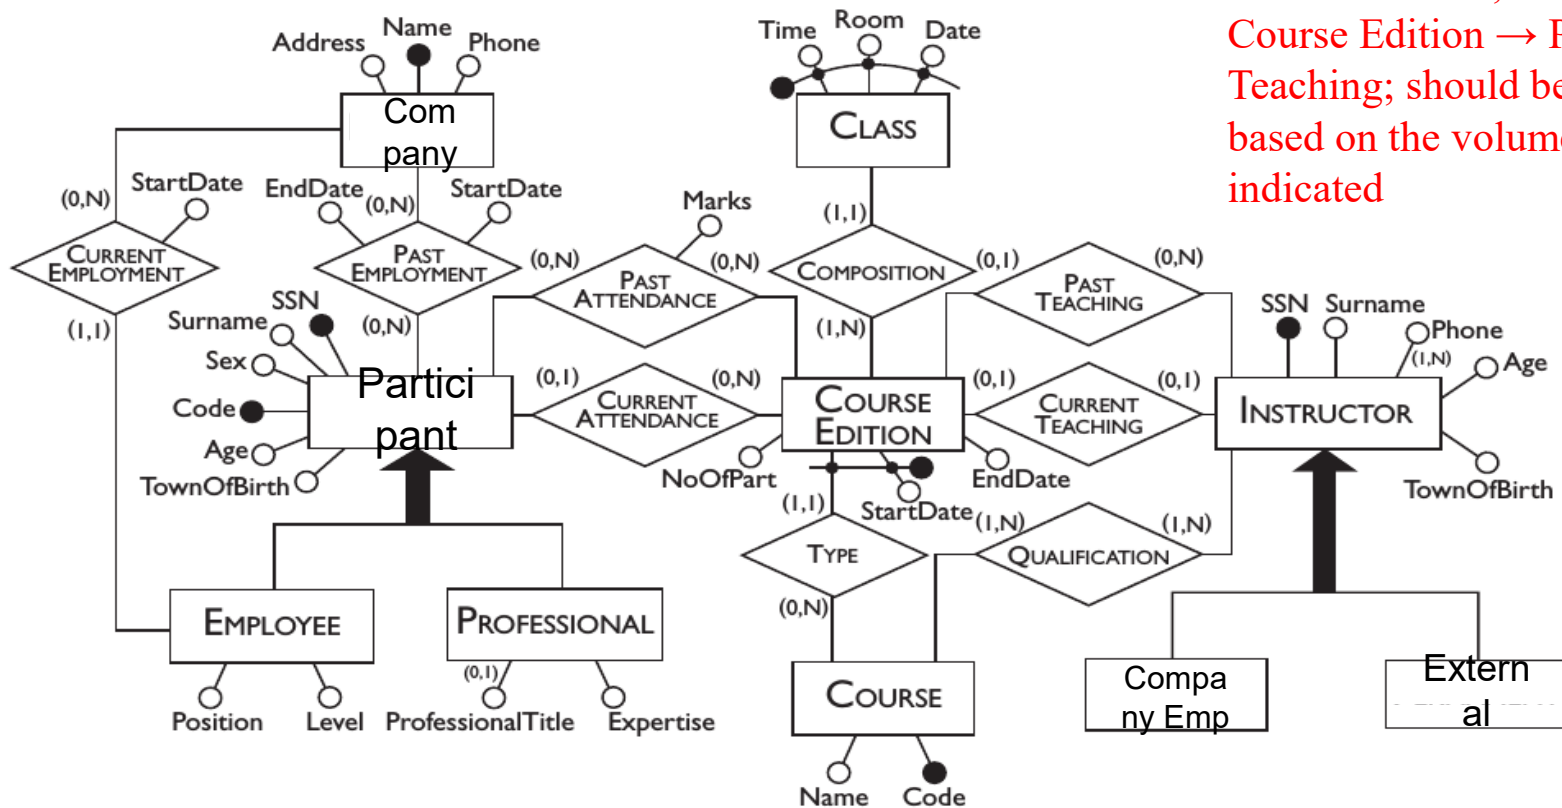 Name
Address
Phone
Com
pany
StartDate
EndDate
StartDate
(0,N)
(0,N)
CURRENT
EMPLOYMENT
PAST
EMPLOYMENT
(1,1)
(0,N)
Time
Room
Date
CLASS
Course Edition →
Teaching; should be
based on the volume
indicated
Marks
(0,N)
(0,N)
PAST
ATTENDANCE
(1,1)
COMPOSITION
(1,N)
(0,1)
(0,N)
PAST
TEACHING
SSN
Surname
Sex
Code
Age
TownOfBirth
Partici
pant
(0,1)
(0,N)
CURRENT
ATTENDANCE
COURSE
EDITION
NoOfPart
StartDate
EndDate
(0,1)
(0,1)
CURRENT
TEACHING
SSN
Surname
Phone
(1,N)
Age
INSTRUCTOR
TownOfBirth
(1,1)
TYPE
(0,N)
(1,N)
(1,N)
QUALIFICATION
EMPLOYEE
PROFESSIONAL
(0,1)
Position
Level
ProfessionalTitle
Expertise
COURSE
Name
Code
Compa
ny Emp
Extern
al